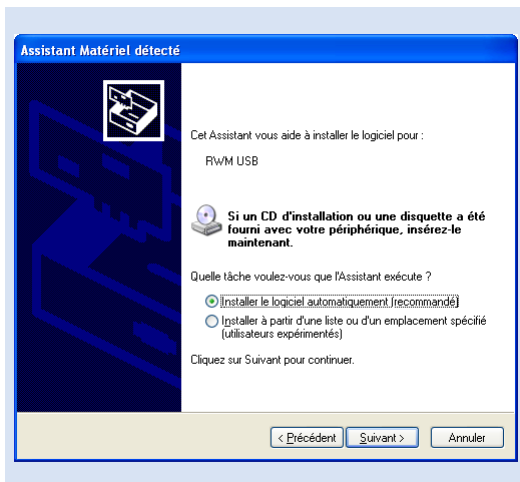 Assistant Matériel détecté
Cet Assistant vous aide à installer le logiciel pour :
RWM USB
Si un CD d'installation ou une disquette a été
fourni avec votre périphérique, insérez-le
maintenant.
Quelle tâche voulez-vous que l'Assistant exécute ?
Installer le logiciel automatiquement (recommandé)
Installer à partir d'une liste ou d'un emplacement spécifié
(utilisateurs expérimentés)
Cliquez sur Suivant pour continuer.
< Précédent Suivant > Annuler